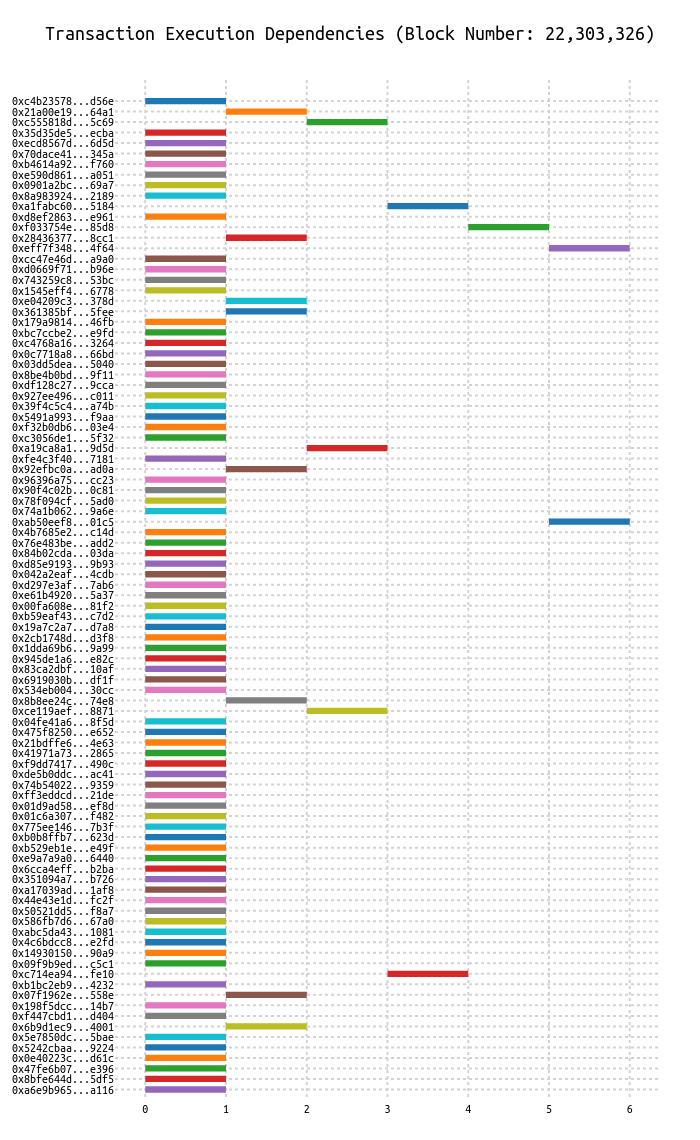 Transaction Execution Dependencies (Block Number: 22,303,326)
0xc4b23578...d56e
0x21a00e19...64a1
0xc555818d...5c69
0x35d35de5...ecba
0xecd8567d...6d5d
0x70dace41...345a
0xb4614a92...f760
0xe590d861...a051
0x0901a2bc...69a7
0x8a983924...2189
0xa1fabc60...5184
0xd8ef2863...e961
0xf033754e...85d8
0x28436377...8cc1
0xeff7f348...4f64
0xcc47e46d...a9a0
0xd0669f71...b96e
0x743259c8...53bc
0x1545eff4...6778
0xe04209c3...378d
0x361385bf...5fee
0x179a9814...46fb
0xbc7ccbe2...e9fd
0xc4768a16...3264
0x0c7718a8...66bd
0x03dd5dea...5040
0x8be4b0bd...9f11
0xdf128c27...9cca
0x927ee496...c011
0x39f4c5c4...a74b
0x5491a993...f9aa
0xf32b0db6...03e4
0xc3056de1...5f32
0xa19ca8a1...9d5d
0xfe4c3f40...7181
0x92efbc0a...ad0a
0x96396a75...cc23
0x90f4c02b...0c81
0x78f094cf...5ad0
0x74a1b062...9a6e
0xab50eef8...01c5
0x4b7685e2...c14d
0x76e483be...add2
0x84b02cda...03da
0xd85e9193...9b93
0x042a2eaf...4cdb
0xd297e3af...7ab6
0xe61b4920...5a37
0x00fa608e...81f2
0xb59eaf43...c7d2
0x19a7c2a7...d7a8
0x2cb1748d...d3f8
0x1dda69b6...9a99
0x945de1a6...e82c
0x83ca2dbf...10af
0x6919030b...df1f
0x534eb004...30cc
0x8b8ee24c...74e8
0xce119aef...8871
0x04fe41a6...8f5d
0x475f8250...e652
0x21bdffe6...4e63
0x41971a73...2865
0xf9dd7417...490c
0xde5b0ddc...ac41
0x74b54022...9359
0xff3eddcd...21de
0x01d9ad58...ef8d
0x01c6a307...f482
0x775ee146...7b3f
0xb0b8ffb7...623d
0xb529eb1e...e49f
0xe9a7a9a0...6440
0x6cca4eff...b2ba
0x351094a7...b726
0xa17039ad...1af8
0x44e43e1d...fc2f
0x50521dd5...f8a7
0x586fb7d6...67a0
0xabc5da43...1081
0x4c6bdcc8...e2fd
0x14930150...90a9
0x09f9b9ed...c5c1
0xc714ea94...fe10
0xb1bc2eb9...4232
0x07f1962e...558e
0x198f5dcc...14b7
0xf447cbd1...d404
0x6b9d1ec9...4001
0x5e7850dc...5bae
0x5242cbaa...9224
0x0e40223c...d61c
0x47fe6b07...e396
0x8bfe644d...5df5
0xa6e9b965...a116
0 1 2 3 4 5 6